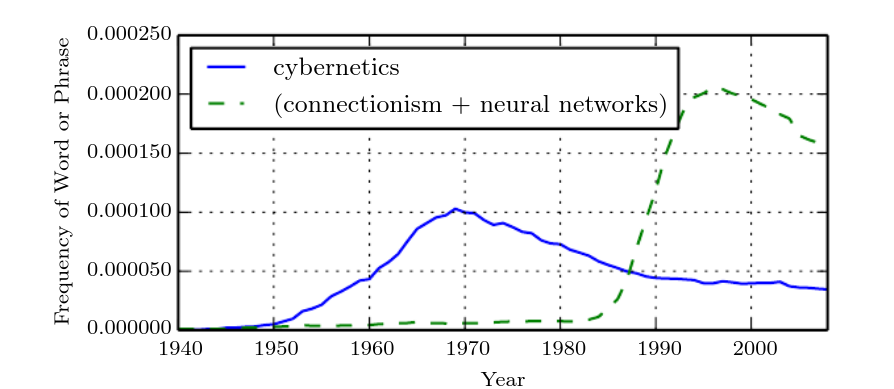 0.000250
0.000200
0.000150
0.000100
0.000050
0.000000
Frequency of Word or Phrase
cybernetics
(connectionism + neural networks)
1940 1950 1960 1970 1980 1990 2000
Year